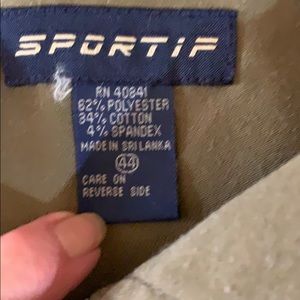 SPORTIF
RN 40841
62% POLYESTER
34% COTTON
4% SPANDEX
MADE IN SRI LANKA
44
CARE ON
REVERSE SIDE